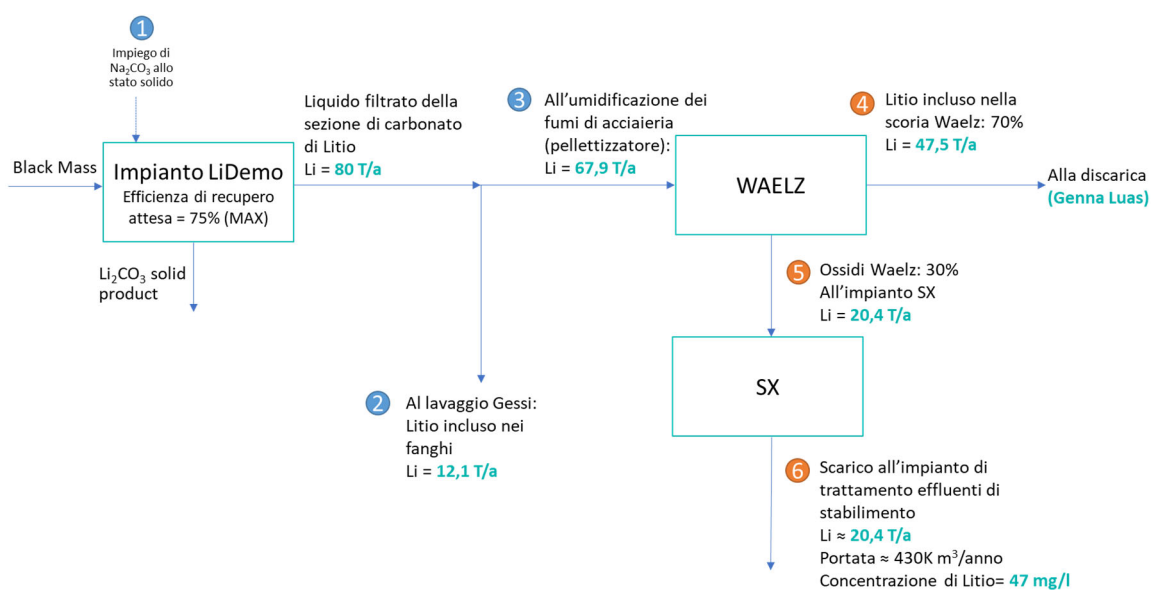 1
Impiego di
Na₂CO₃ allo
stato solido
Black Mass
Impianto LiDemo
Efficienza di recupero
attesa = 75% (MAX)
Li₂CO₃ solid
product
Liquido filtrato della
sezione di carbonato
di Litio
Li = 80 T/a
2
Al lavaggio Gessi:
Litio incluso nei
fanghi
Li = 12,1 T/a
3
All’umidificazione dei
fumi di acciaieria
(pellettizzatore):
Li = 67,9 T/a
WAELZ
4
Litio incluso nella
scoria Waelz: 70%
Li = 47,5 T/a
Alla discarica
(Genna Luas)
5
Ossidi Waelz: 30%
All’impianto SX
Li = 20,4 T/a
SX
6
Scarico all’impianto di
trattamento effluenti di
stabilimento
Li ≈ 20,4 T/a
Portata ≈ 430K m³/anno
Concentrazione di Litio= 47 mg/l